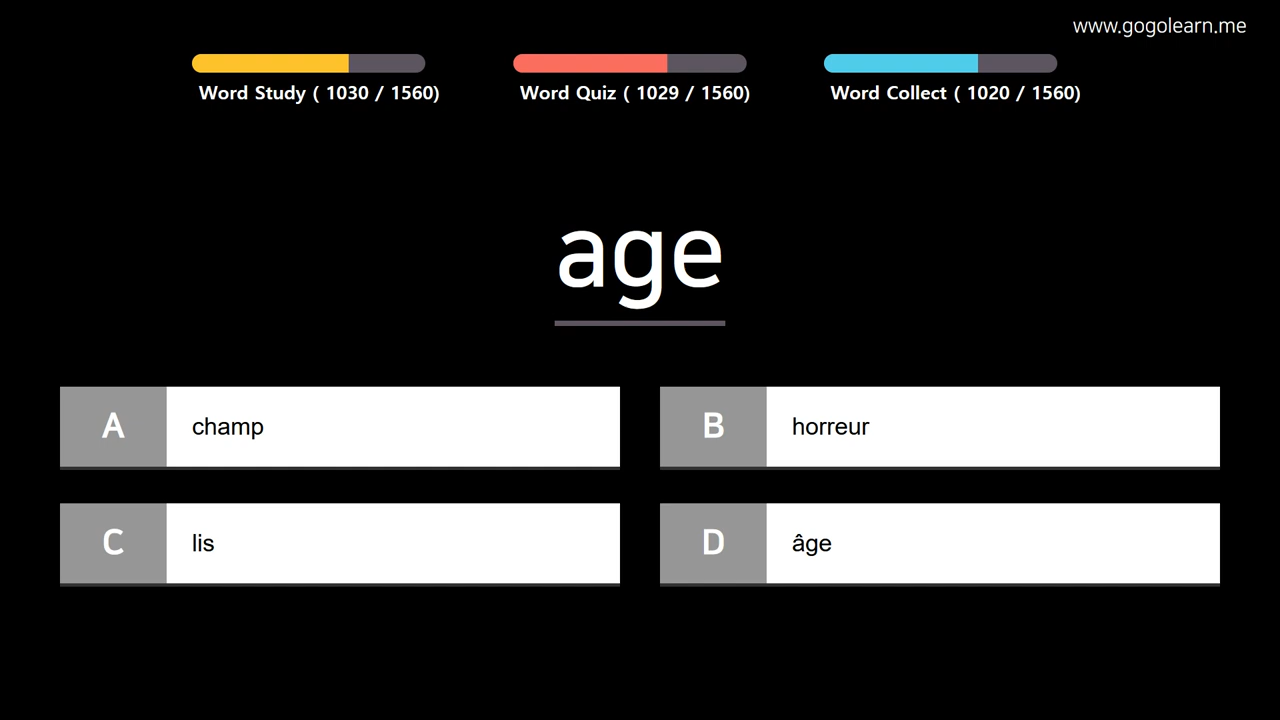 www.gogolearn.me
Word Study ( 1030 / 1560)
Word Quiz ( 1029 / 1560)
Word Collect ( 1020 / 1560)
age
A champ
B horreur
C lis
D âge